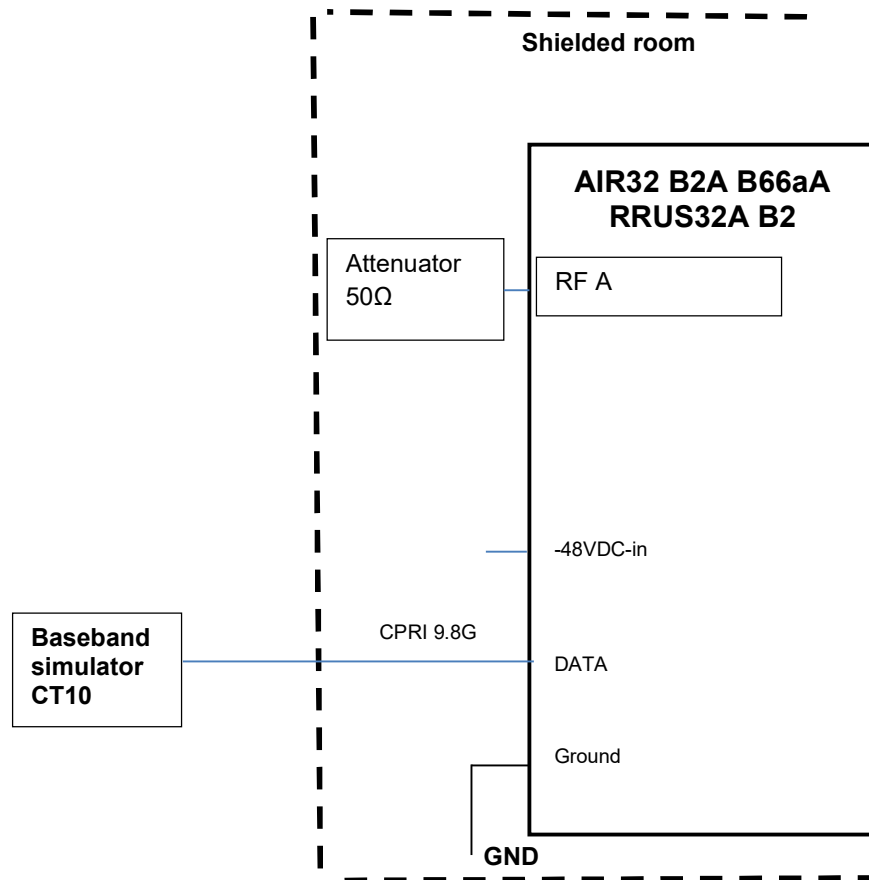 Shielded room
AIR32 B2A B66aA
RRUS32A B2
Attenuator
50Ω
RF A
-48VDC-in
CPRI 9.8G
Baseband
simulator
CT10
DATA
Ground
GND